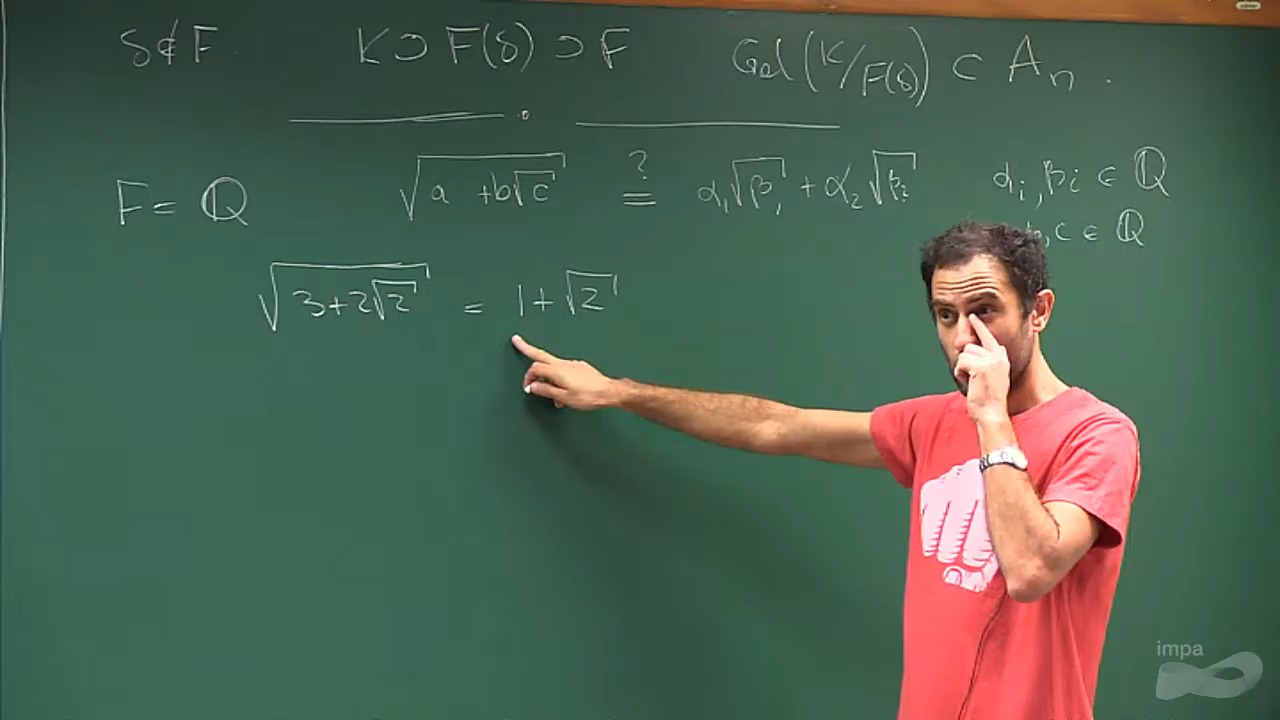 δ∉F K⊃F(δ)⊃F Gal(K/F(δ)) ⊂ Aₙ.
F = ℚ √(a + b√c) ≟ α₁√β₁ + α₂√β₂ αᵢ, βᵢ ∈ ℚ
b, c ∈ ℚ
√(3+2√2) = 1+√2
impa